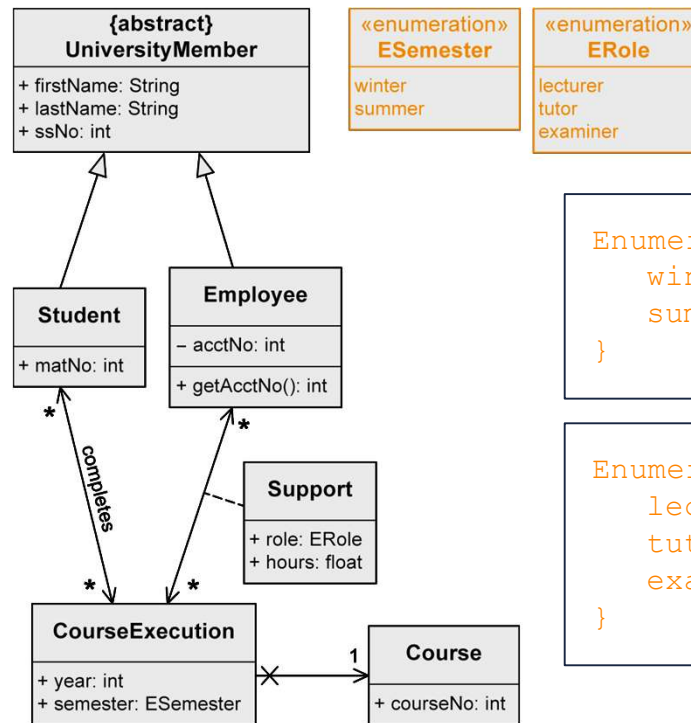 {abstract}
UniversityMember
+ firstName: String
+ lastName: String
+ ssNo: int
«enumeration»
ESemester
winter
summer
«enumeration»
ERole
lecturer
tutor
examiner
}
Student
+ matNo: int
Employee
– acctNo: int
+ getAcctNo(): int
*
*
completes
Support
+ role: ERole
+ hours: float
}
*
*
CourseExecution
+ year: int
+ semester: ESemester
1
Course
+ courseNo: int